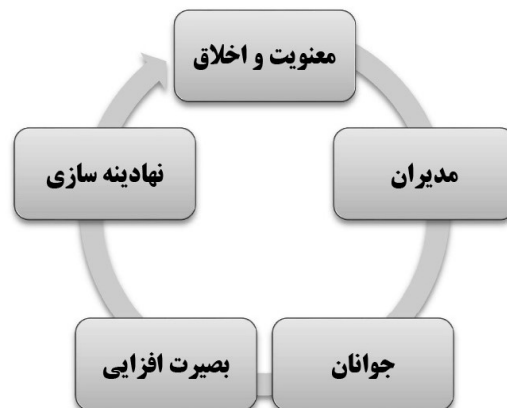 معنویت و اخلاق
مدیران
جوانان
بصیرت افزایی
نهادینه سازی